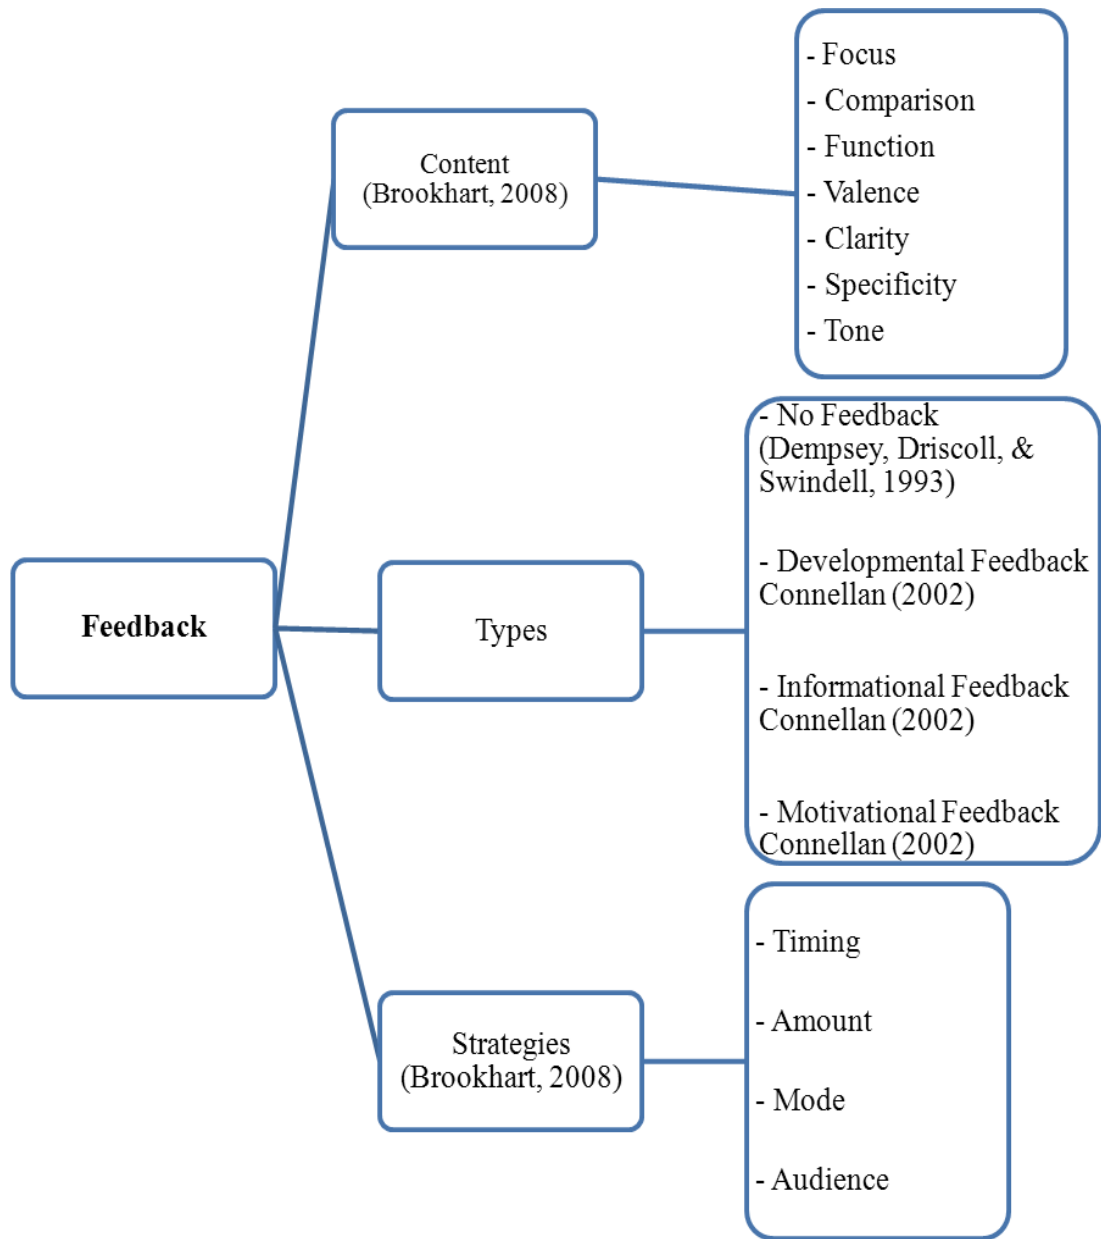 Feedback
Content
(Brookhart, 2008)
- Focus
- Comparison
- Function
- Valence
- Clarity
- Specificity
- Tone
Types
- No Feedback
(Dempsey, Driscoll, &
Swindell, 1993)
- Developmental Feedback
Connellan (2002)
- Informational Feedback
Connellan (2002)
- Motivational Feedback
Connellan (2002)
Strategies
(Brookhart, 2008)
- Timing
- Amount
- Mode
- Audience